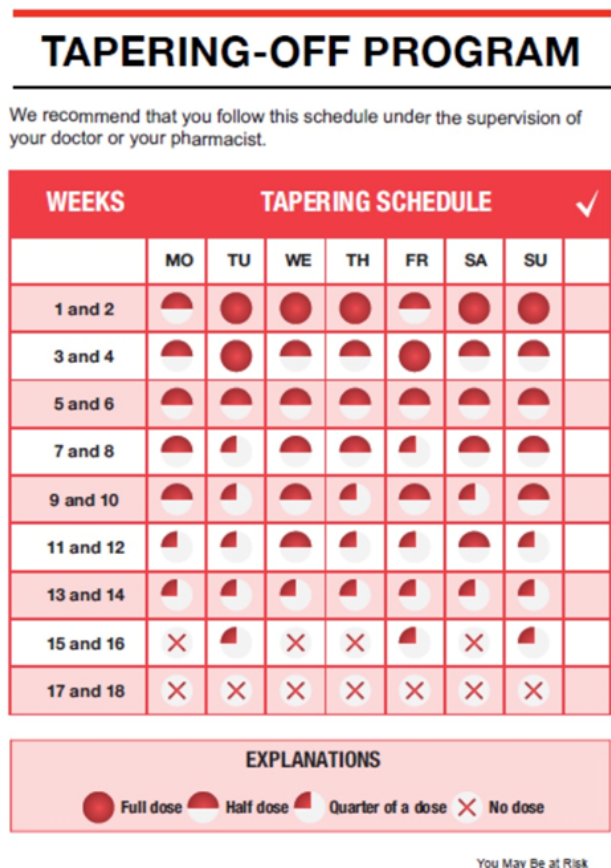 TAPERING-OFF PROGRAM
We recommend that you follow this schedule under the supervision of
your doctor or your pharmacist.
WEEKS TAPERING SCHEDULE ✓
MO TU WE TH FR SA SU
1 and 2
3 and 4
5 and 6
7 and 8
9 and 10
11 and 12
13 and 14
15 and 16
17 and 18
EXPLANATIONS
Full dose Half dose Quarter of a dose No dose
You May Be at Risk